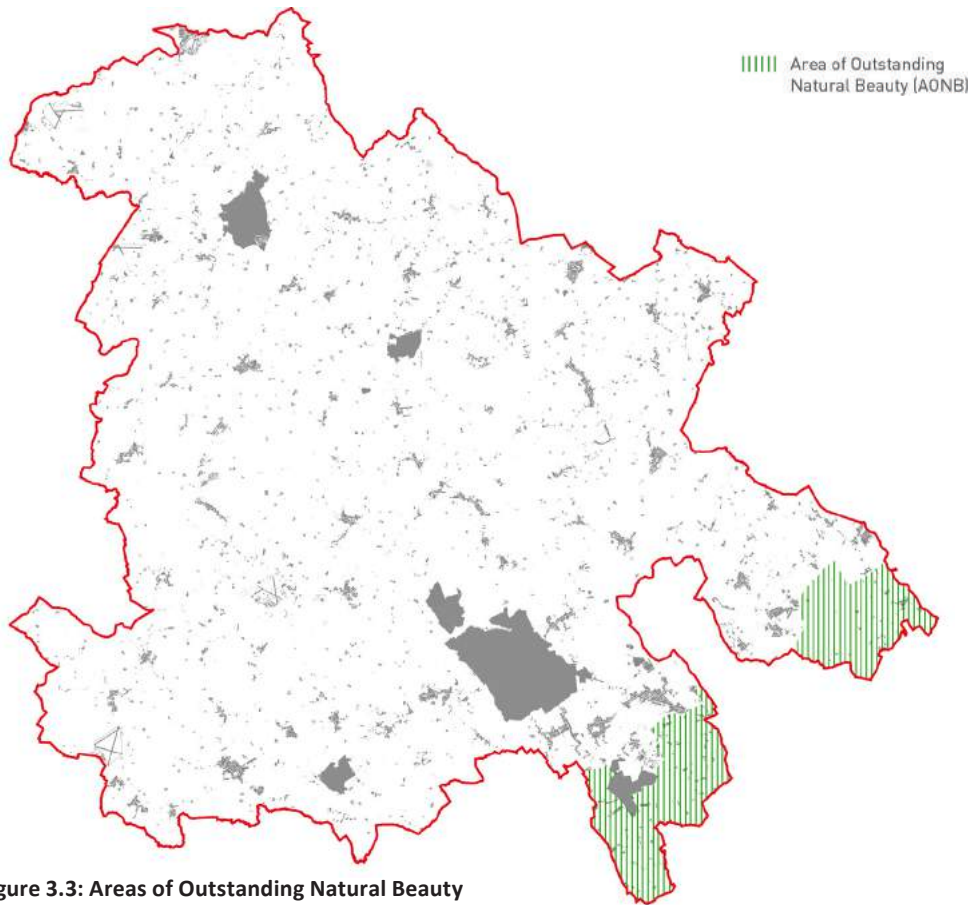 Area of Outstanding
Natural Beauty (AONB)
gure 3.3: Areas of Outstanding Natural Beauty